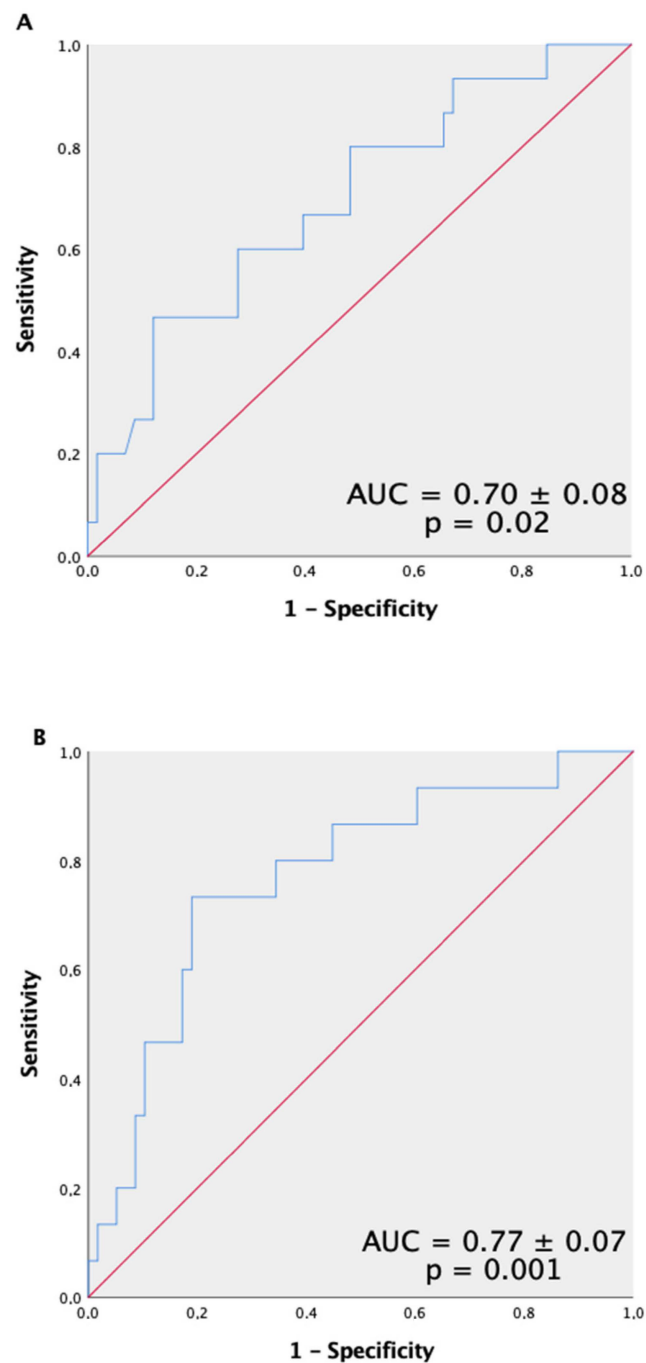 A
1.0
0.8
0.6
0.4
0.2
0.0
Sensitivity
AUC = 0.70 ± 0.08
p = 0.02
0.0 0.2 0.4 0.6 0.8 1.0
1 – Specificity
B
1,0
0,8
0,6
0,4
0,2
0,0
Sensitivity
AUC = 0.77 ± 0.07
p = 0.001
0.0 0.2 0.4 0.6 0.8 1.0
1 – Specificity